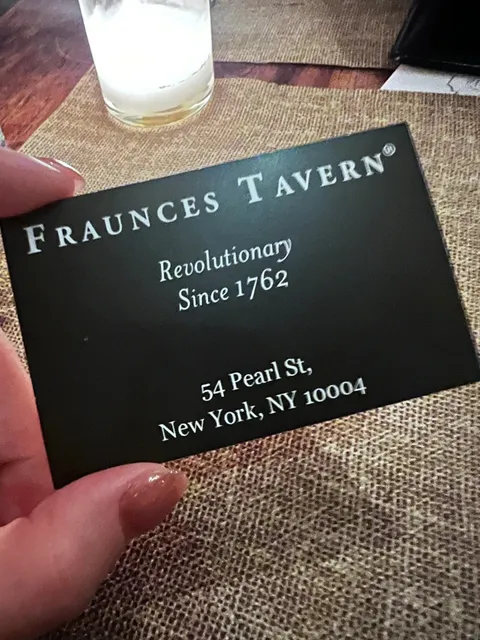 FRAUNCES TAVERN®
Revolutionary
Since 1762
54 Pearl St,
New York, NY 10004